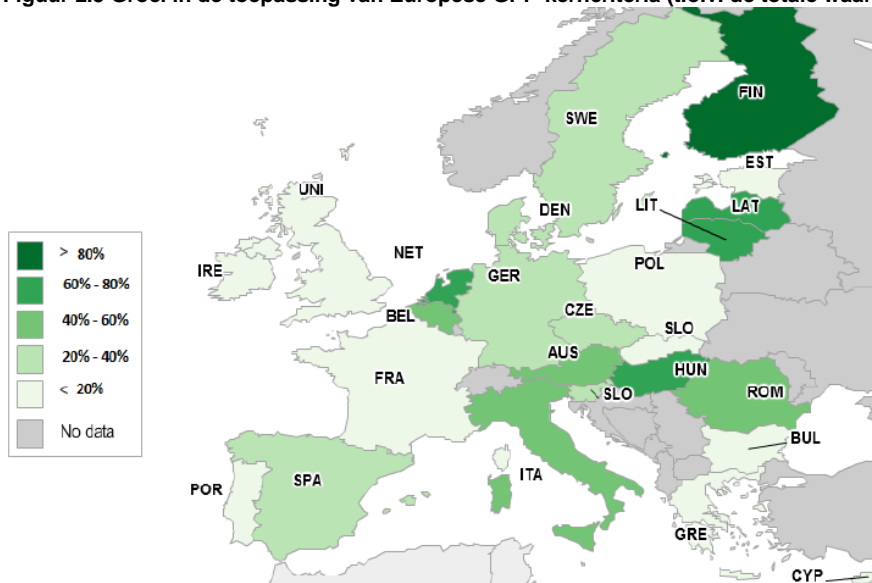 FIN
SWE
EST
UNI
LIT
LAT
DEN
NET
> 80%
IRE
GER
POL
60% - 80%
BEL
CZE
40% - 60%
SLO
20% - 40%
AUS
FRA
HUN
< 20%
SLO
ROM
No data
BUL
ITA
SPA
POR
GRE
CYP